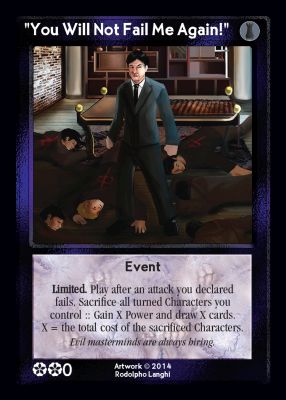 "You Will Not Fail Me Again!"
Event
Limited. Play after an attack you declared
fails. Sacrifice all turned Characters you
control :: Gain X Power and draw X cards.
X = the total cost of the sacrificed Characters.
Evil masterminds are always hiring.
0
Artwork © 2014
Rodolpho Langhi